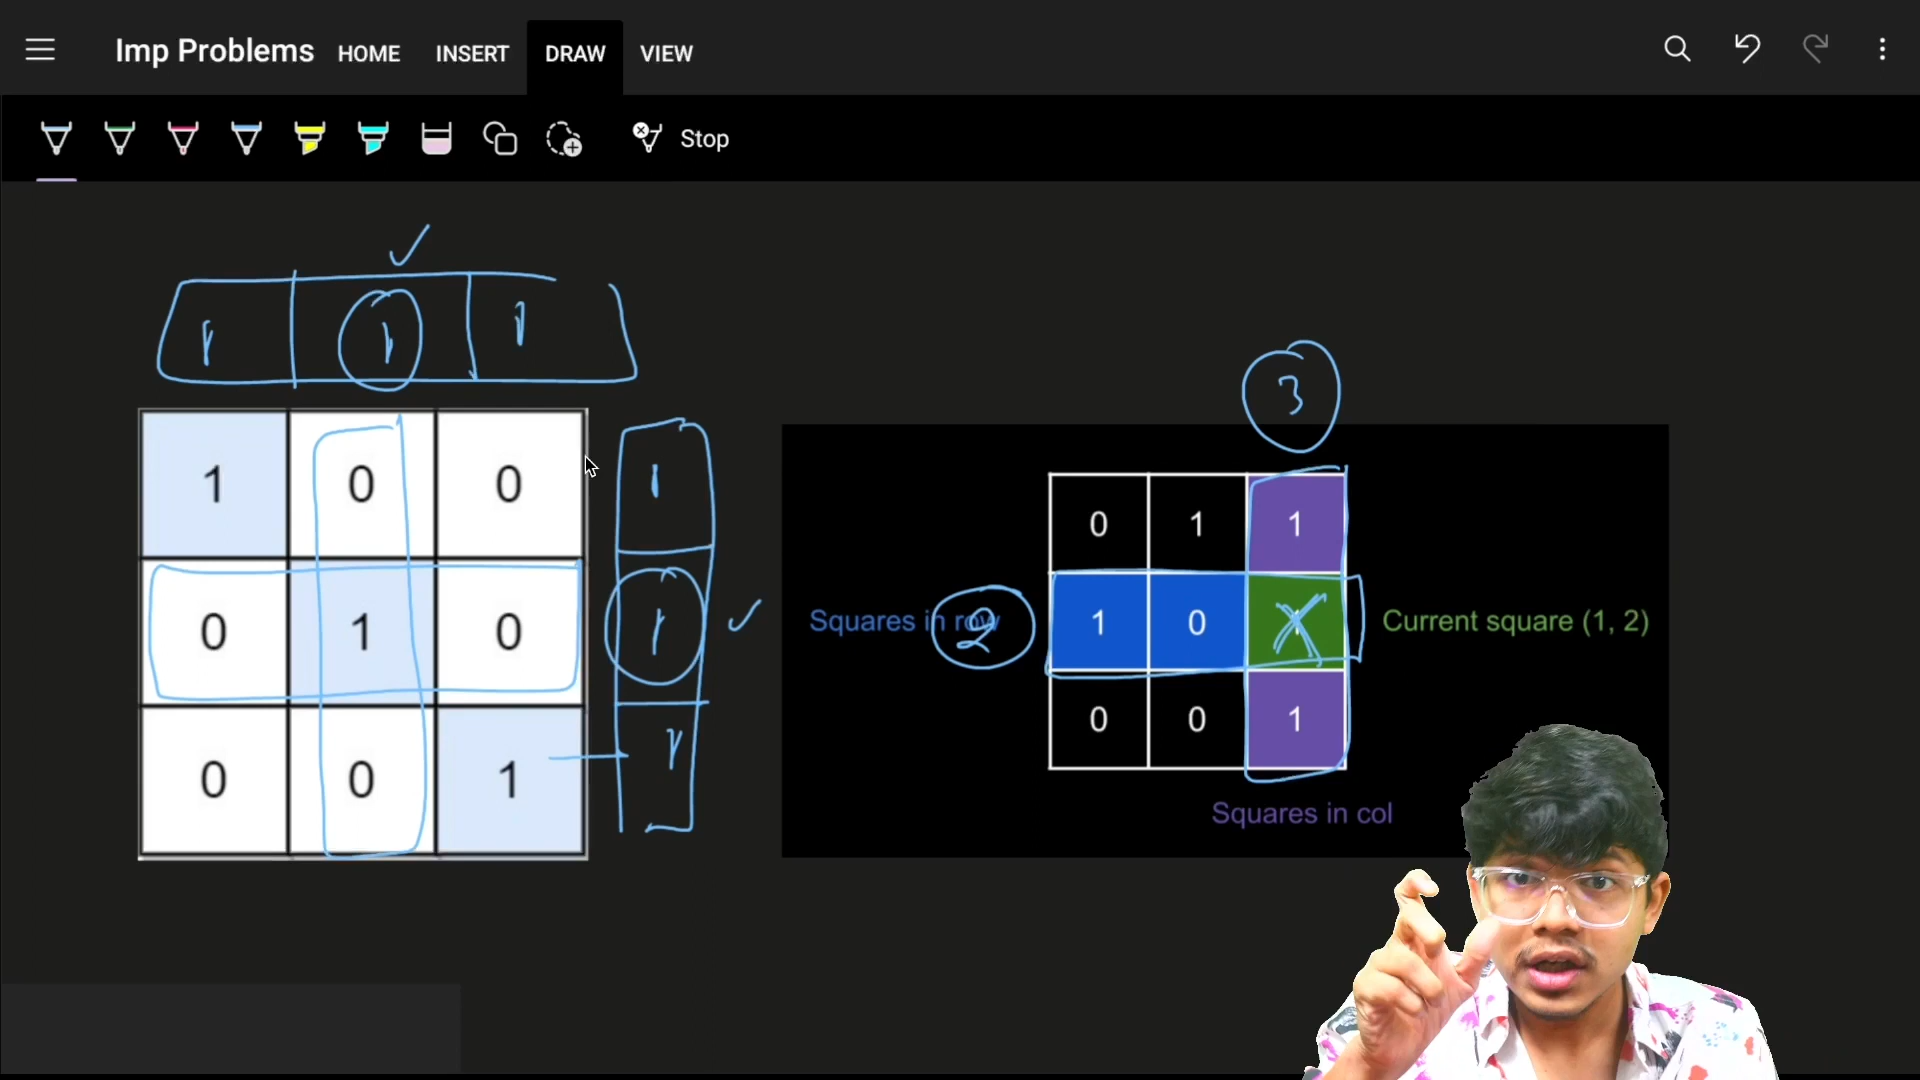 Imp Problems HOME INSERT DRAW VIEW
Stop
✓
1 1 1
3
1 0 0 1
0 1 0 1 ✓
0 0 1 1
0 1 1
Squares in row 2 1 0 Current square (1, 2)
0 0 1
Squares in col